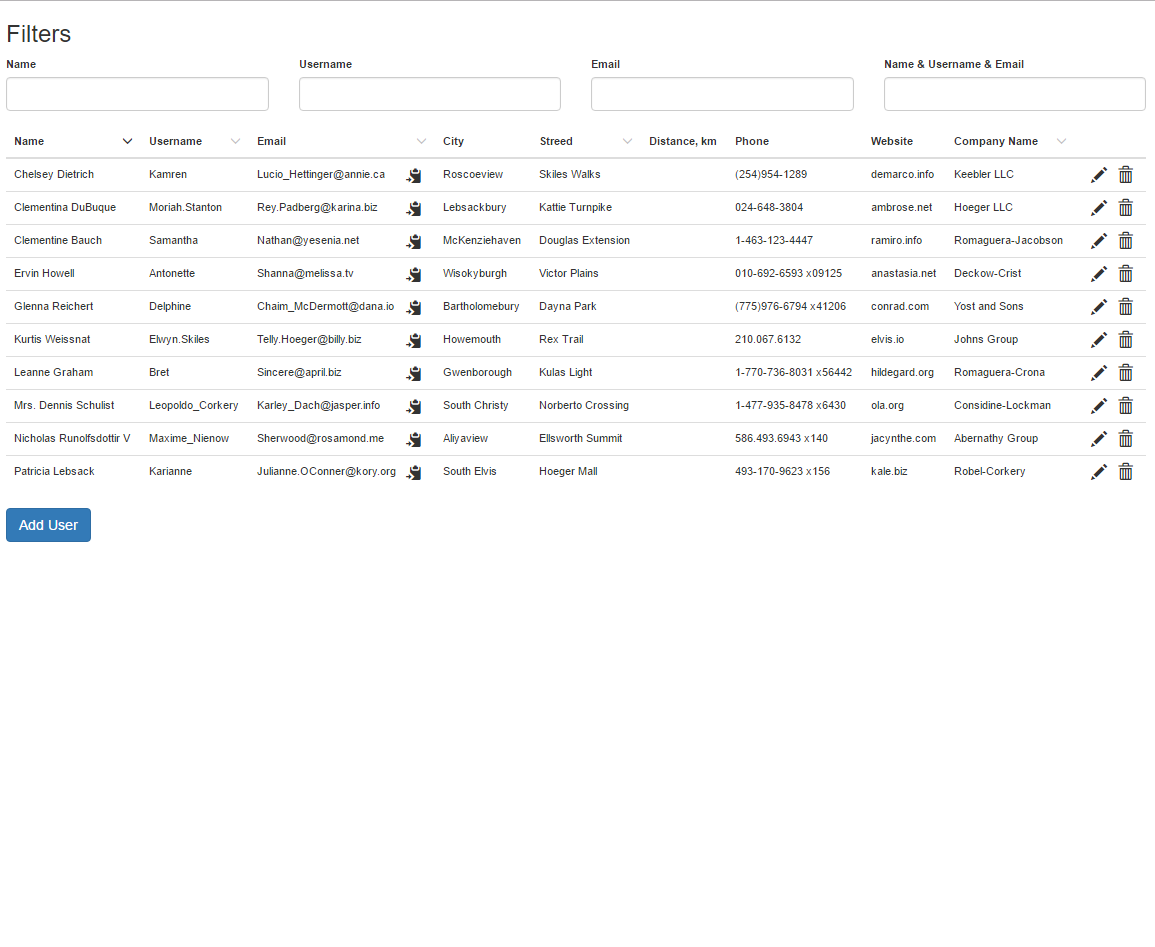 Filters
Name Username Email Name & Username & Email
Name Username Email City Streed Distance, km Phone Website Company Name
Chelsey Dietrich Kamren Lucio_Hettinger@annie.ca Roscoeview Skiles Walks (254)954-1289 demarco.info Keebler LLC
Clementina DuBuque Moriah.Stanton Rey.Padberg@karina.biz Lebsackbury Kattie Turnpike 024-648-3804 ambrose.net Hoeger LLC
Clementine Bauch Samantha Nathan@yesenia.net McKenziehaven Douglas Extension 1-463-123-4447 ramiro.info Romaguera-Jacobson
Ervin Howell Antonette Shanna@melissa.tv Wisokyburgh Victor Plains 010-692-6593 x09125 anastasia.net Deckow-Crist
Glenna Reichert Delphine Chaim_McDermott@dana.io Bartholomebury Dayna Park (775)976-6794 x41206 conrad.com Yost and Sons
Kurtis Weissnat Elwyn.Skiles Telly.Hoeger@billy.biz Howemouth Rex Trail 210.067.6132 elvis.io Johns Group
Leanne Graham Bret Sincere@april.biz Gwenborough Kulas Light 1-770-736-8031 x56442 hildegard.org Romaguera-Crona
Mrs. Dennis Schulist Leopoldo_Corkery Karley_Dach@jasper.info South Christy Norberto Crossing 1-477-935-8478 x6430 ola.org Considine-Lockman
Nicholas Runolfsdottir V Maxime_Nienow Sherwood@rosamond.me Aliyaview Ellsworth Summit 586.493.6943 x140 jacynthe.com Abernathy Group
Patricia Lebsack Karianne Julianne.OConner@kory.org South Elvis Hoeger Mall 493-170-9623 x156 kale.biz Robel-Corkery
Add User